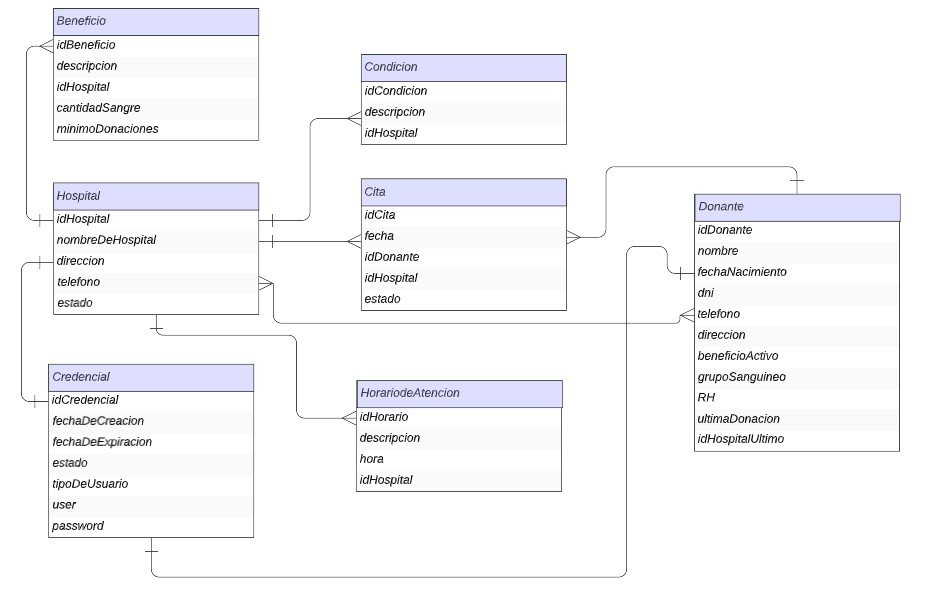 Beneficio
idBeneficio
descripcion
idHospital
cantidadSangre
minimoDonaciones
Condicion
idCondicion
descripcion
idHospital
Hospital
idHospital
nombreDeHospital
direccion
telefono
estado
Cita
idCita
fecha
idDonante
idHospital
estado
Donante
idDonante
nombre
fechaNacimiento
dni
telefono
direccion
beneficioActivo
grupoSanguineo
RH
ultimaDonacion
idHospitalUltimo
Credencial
idCredencial
fechaDeCreacion
fechaDeExpiracion
estado
tipoDeUsuario
user
password
HorariodeAtencion
idHorario
descripcion
hora
idHospital